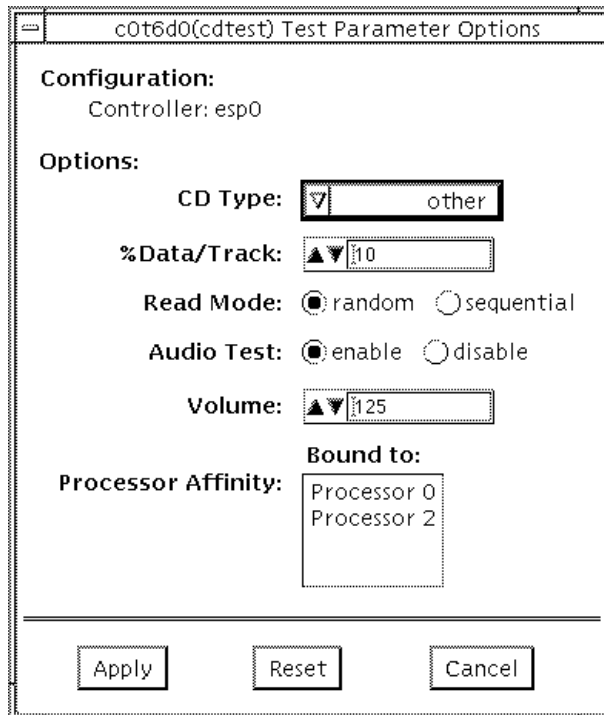 c0t6d0(cdtest) Test Parameter Options
Configuration:
Controller: esp0
Options:
CD Type: other
%Data/Track: 10
Read Mode: random sequential
Audio Test: enable disable
Volume: 125
Bound to:
Processor Affinity: Processor 0
Processor 2
Apply Reset Cancel